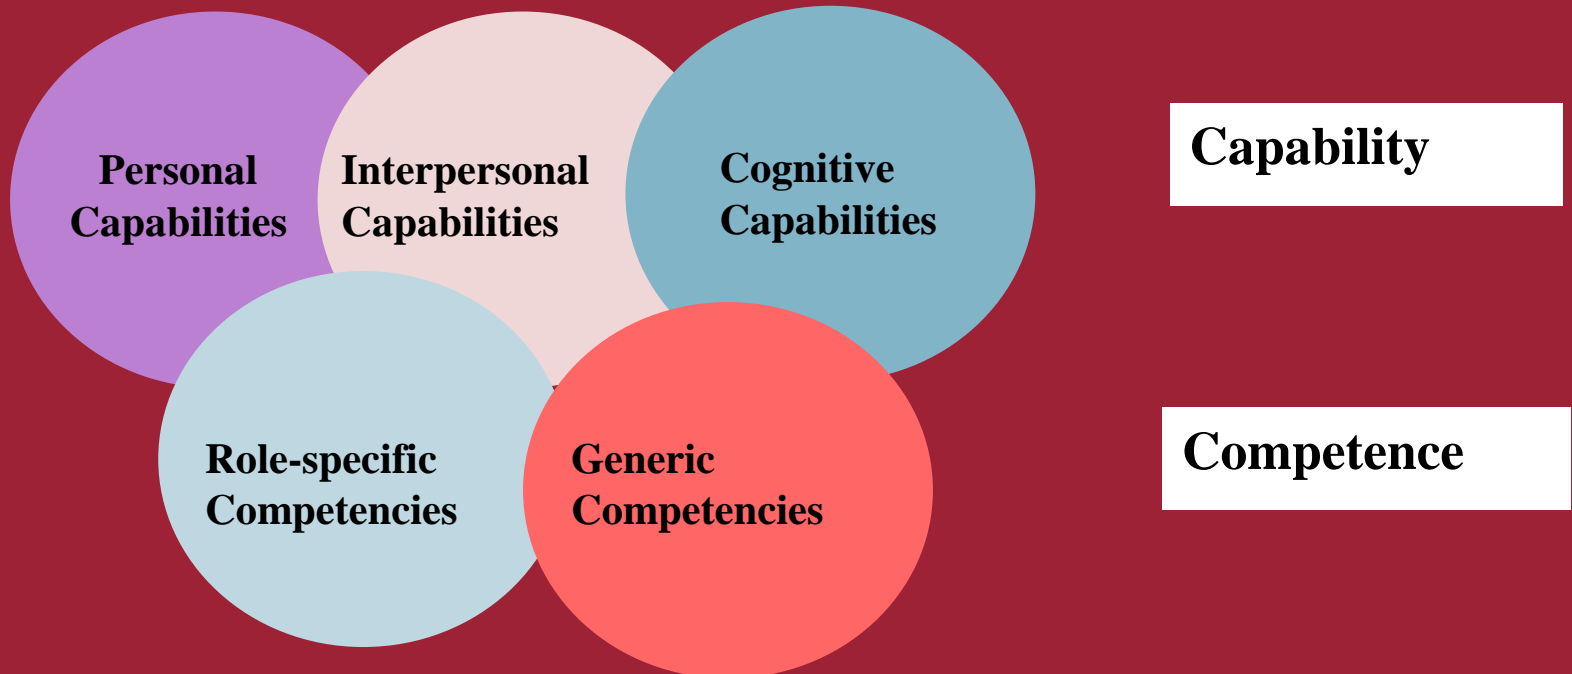 Personal
Capabilities
Interpersonal
Capabilities
Cognitive
Capabilities
Capability
Role-specific
Competencies
Generic
Competencies
Competence